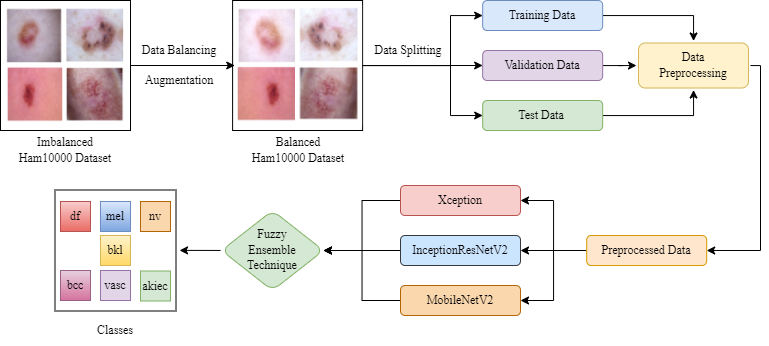 Data Balancing
Augmentation
Data Splitting
Training Data
Validation Data
Test Data
Data
Preprocessing
Imbalanced
Ham10000 Dataset
Balanced
Ham10000 Dataset
df
mel
nv
bkl
bcc
vasc
akiec
Classes
Fuzzy
Ensemble
Technique
Xception
InceptionResNetV2
MobileNetV2
Preprocessed Data